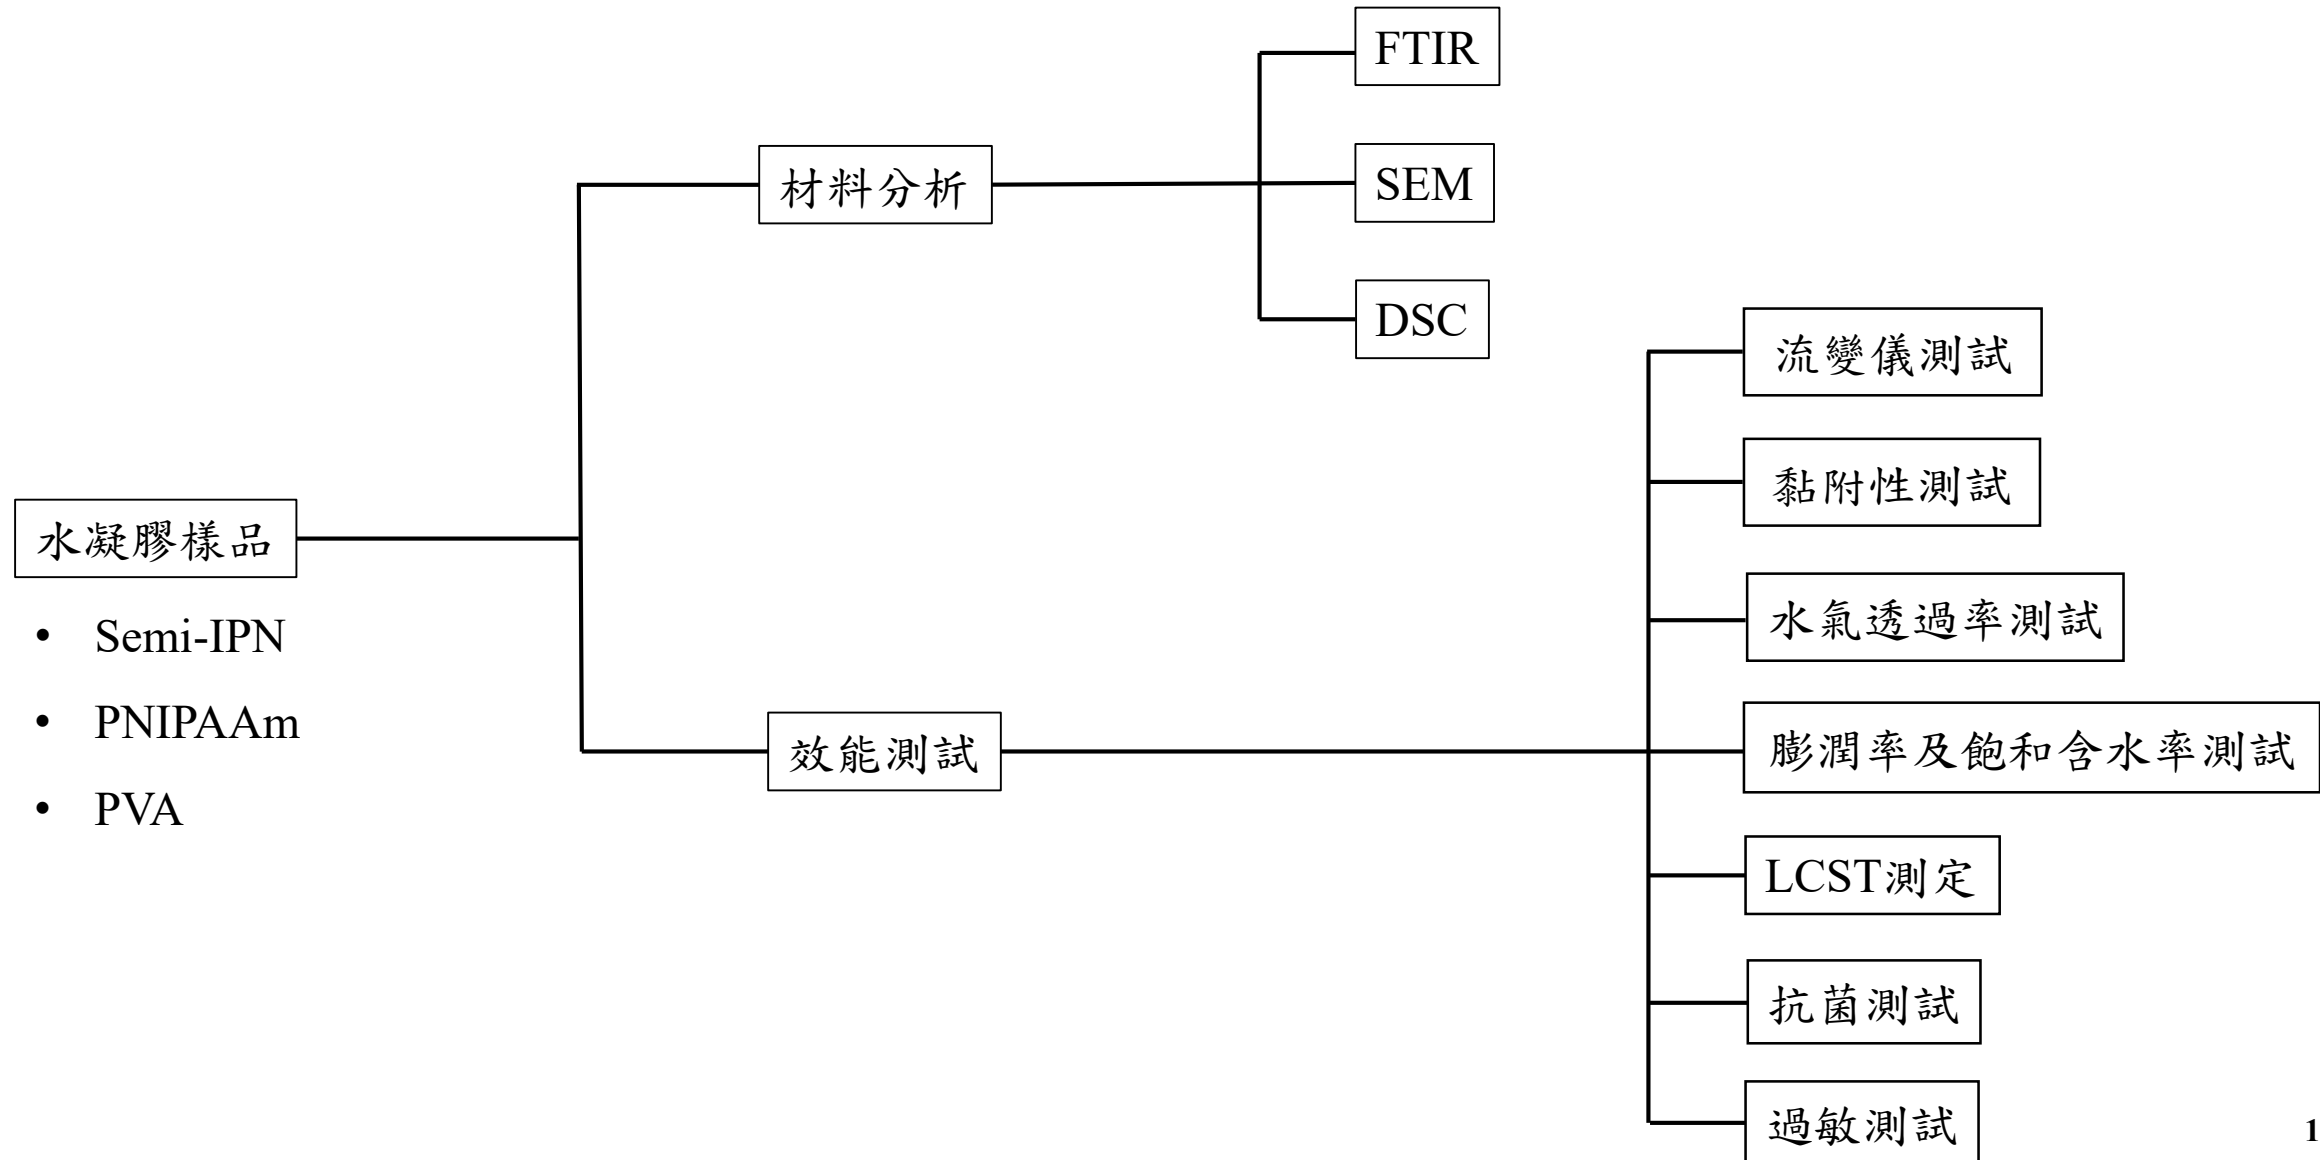 FTIR
材料分析
SEM
DSC
流變儀測試
黏附性測試
水凝膠樣品
• Semi-IPN
• PNIPAAm
• PVA
水氣透過率測試
效能測試
膨潤率及飽和含水率測試
LCST測定
抗菌測試
過敏測試
1